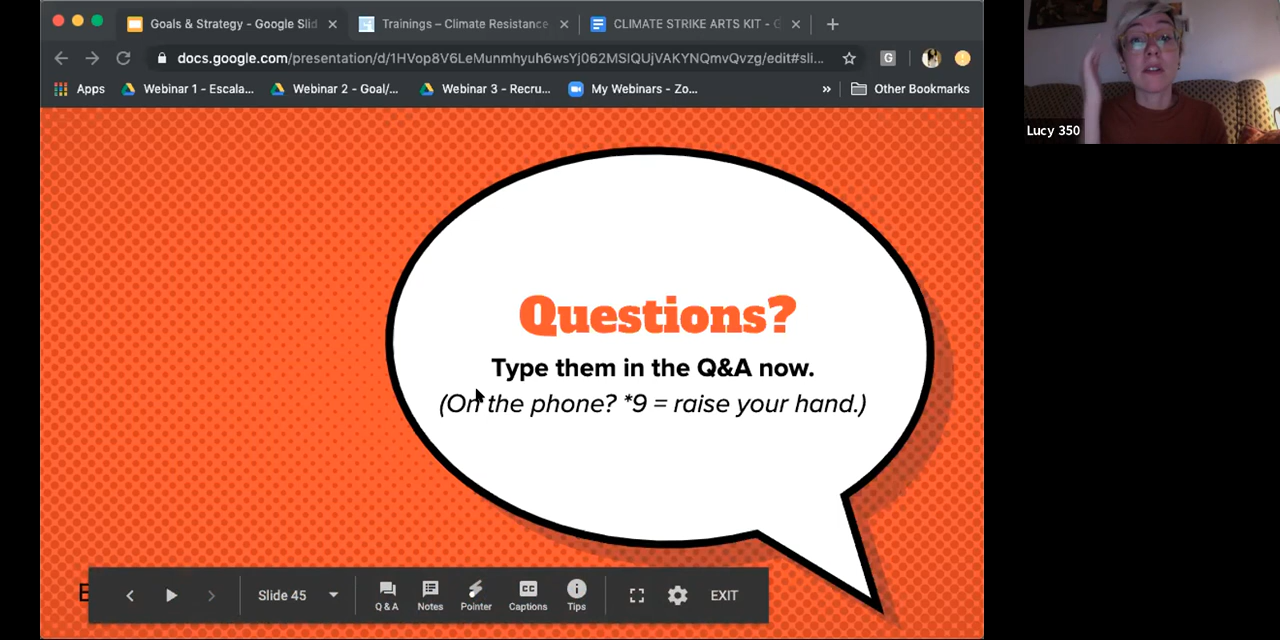 Goals & Strategy - Google Slid
Trainings – Climate Resistance
CLIMATE STRIKE ARTS KIT - G
docs.google.com/presentation/d/1HVop8V6LeMunmhyuh6wsYj062MSIQUjVAKYNQmvQvzg/edit#sli...
G
Apps
Webinar 1 - Escala...
Webinar 2 - Goal/...
Webinar 3 - Recru...
My Webinars - Zo...
»
Other Bookmarks
Lucy 350
Questions?
Type them in the Q&A now.
(On the phone? *9 = raise your hand.)
Slide 45
Q & A
Notes
Pointer
Captions
Tips
EXIT